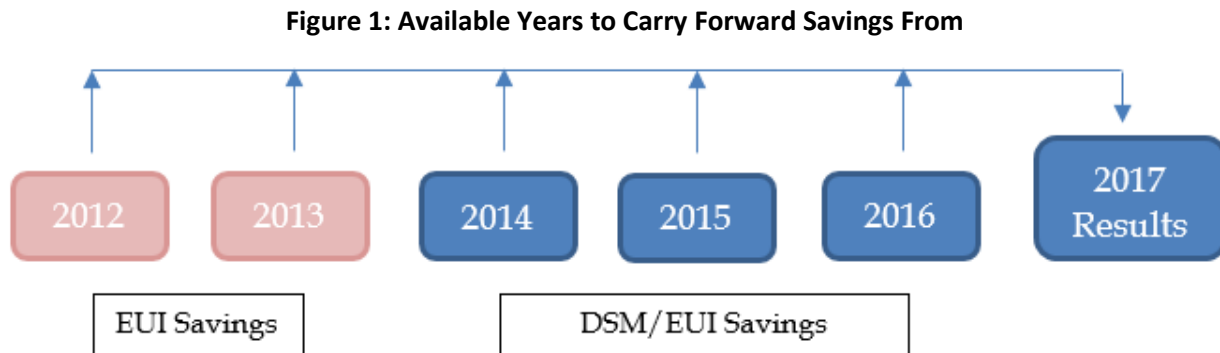 Figure 1: Available Years to Carry Forward Savings From
2012
2013
2014
2015
2016
2017
Results
EUI Savings
DSM/EUI Savings